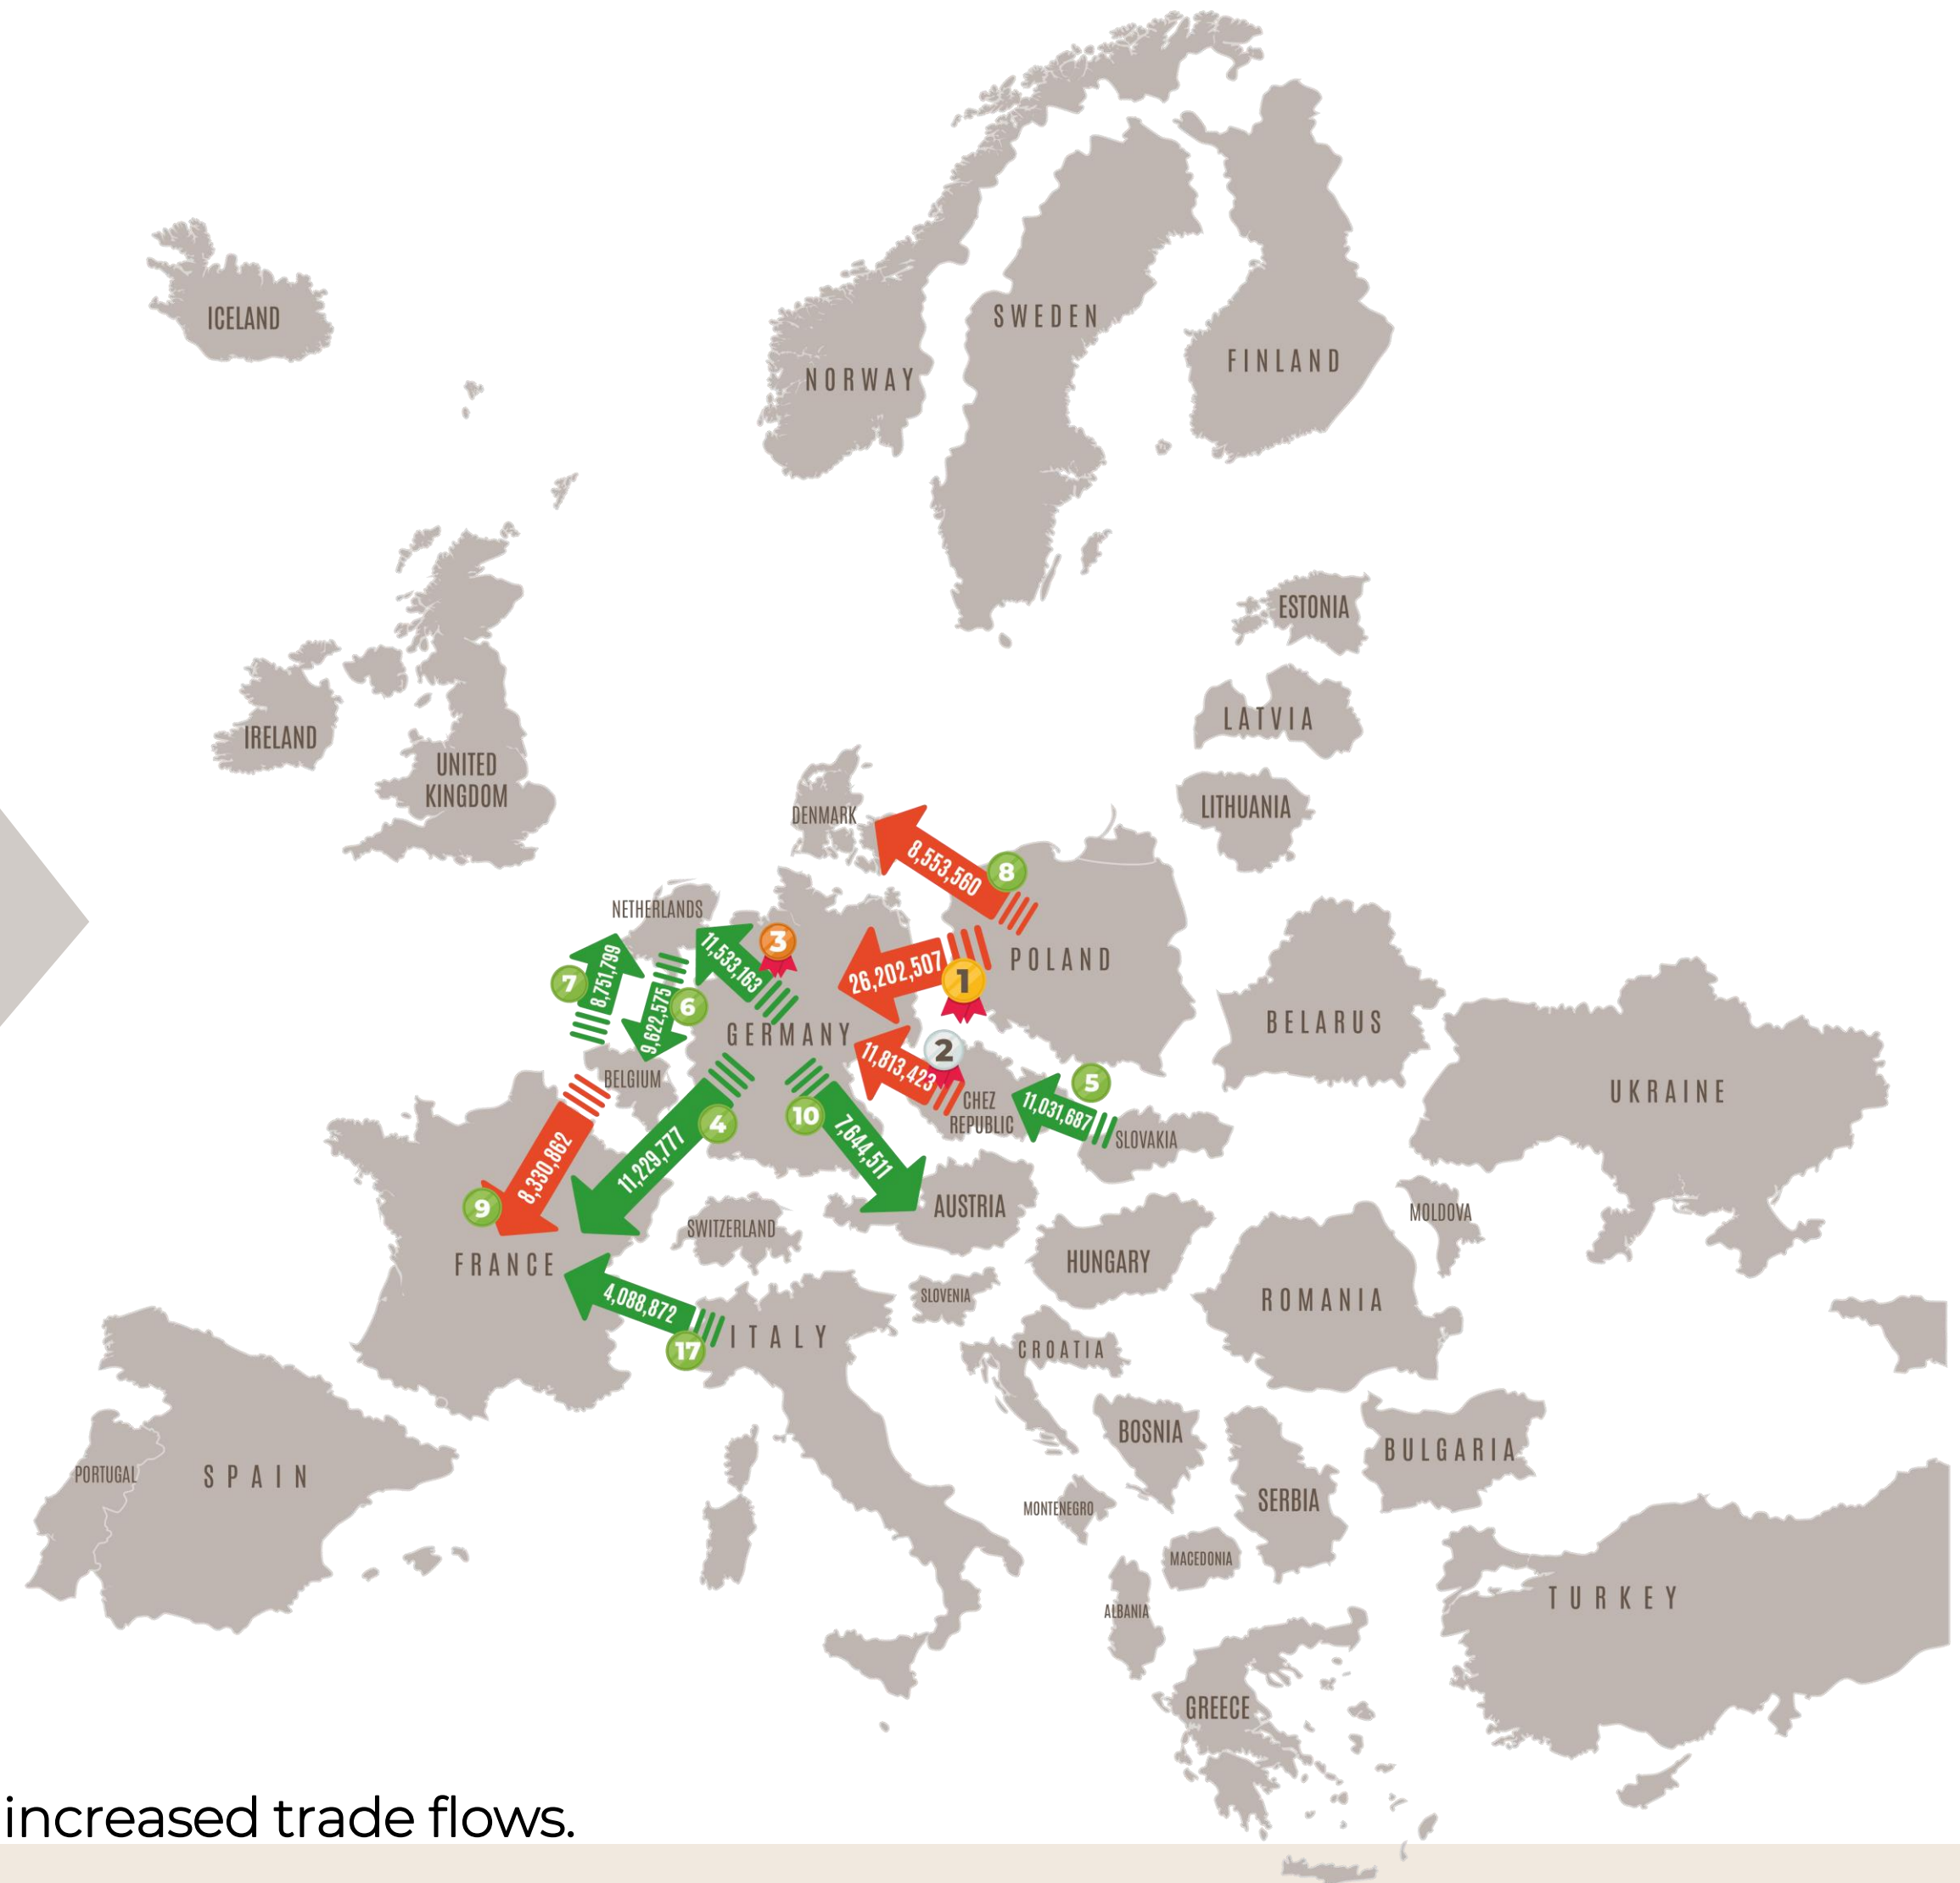 ICELAND
SWEDEN
FINLAND
NORWAY
ESTONIA
LATVIA
IRELAND
UNITED
KINGDOM
LITHUANIA
DENMARK
8,553,560
8
NETHERLANDS
3
11,533,163
POLAND
26,202,507
1
7
8,751,799
6
9,622,575
GERMANY
BELARUS
2
11,813,423
5
11,031,687
BELGIUM
CHEZ
REPUBLIC
UKRAINE
4
11,229,777
10
7,644,511
SLOVAKIA
8,330,862
9
AUSTRIA
MOLDOVA
SWITZERLAND
FRANCE
HUNGARY
4,088,872
17
SLOVENIA
ROMANIA
ITALY
CROATIA
BOSNIA
BULGARIA
PORTUGAL
SPAIN
SERBIA
MONTENEGRO
MACEDONIA
TURKEY
ALBANIA
GREECE
increased trade flows.